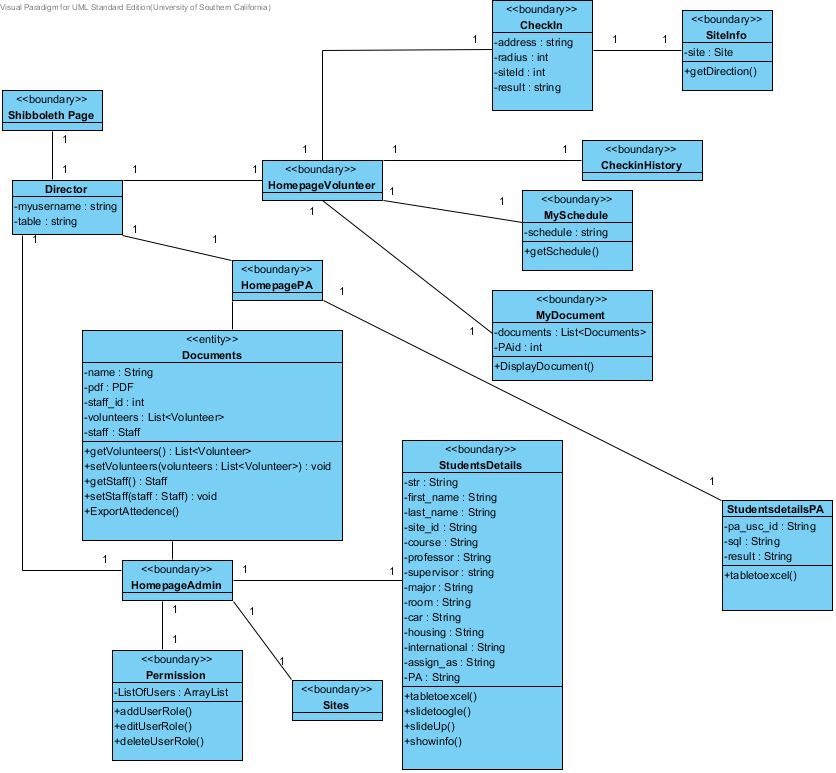 Visual Paradigm for UML Standard Edition(University of Southern California)
<<boundary>>
CheckIn
-address : string
-radius : int
-siteId : int
-result : string
1
1
1
<<boundary>>
SiteInfo
-site : Site
+getDirection()
<<boundary>>
Shibboleth Page
1
1
Director
-myusername : string
-table : string
1
1
1
<<boundary>>
HomepageVolunteer
1
1
<<boundary>>
CheckinHistory
1
1
<<boundary>>
MySchedule
-schedule : string
+getSchedule()
1
1
1
1
<<boundary>>
HomepagePA
1
1
<<boundary>>
MyDocument
-documents : List<Documents>
-PAid : int
+DisplayDocument()
1
<<entity>>
Documents
-name : String
-pdf : PDF
-staff_id : int
-volunteers : List<Volunteer>
-staff : Staff
+getVolunteers() : List<Volunteer>
+setVolunteers(volunteers : List<Volunteer>) : void
+getStaff() : Staff
+setStaff(staff : Staff) : void
+ExportAttedence()
<<boundary>>
StudentsDetails
-str : String
-first_name : String
-last_name : String
-site_id : String
-course : String
-professor : String
-supervisor : string
-major : String
-room : String
-car : String
-housing : String
-international : String
-assign_as : String
-PA : String
+tabletoexcel()
+slidetoogle()
+slideUp()
+showinfo()
1
StudentsdetailsPA
-pa_usc_id : String
-sql : String
-result : String
+tabletoexcel()
1
<<boundary>>
HomepageAdmin
1
1
1
1
1
1
<<boundary>>
Permission
-ListOfUsers : ArrayList
+addUserRole()
+editUserRole()
+deleteUserRole()
<<boundary>>
Sites